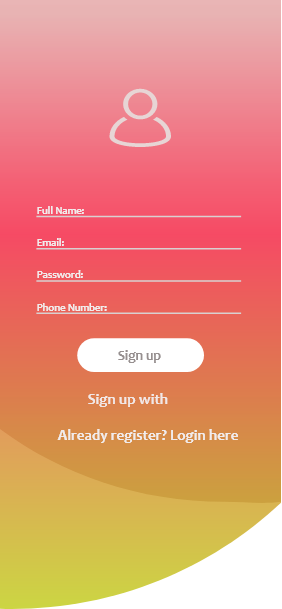 Full Name:
Email:
Password:
Phone Number:
Sign up
Sign up with
Already register? Login here